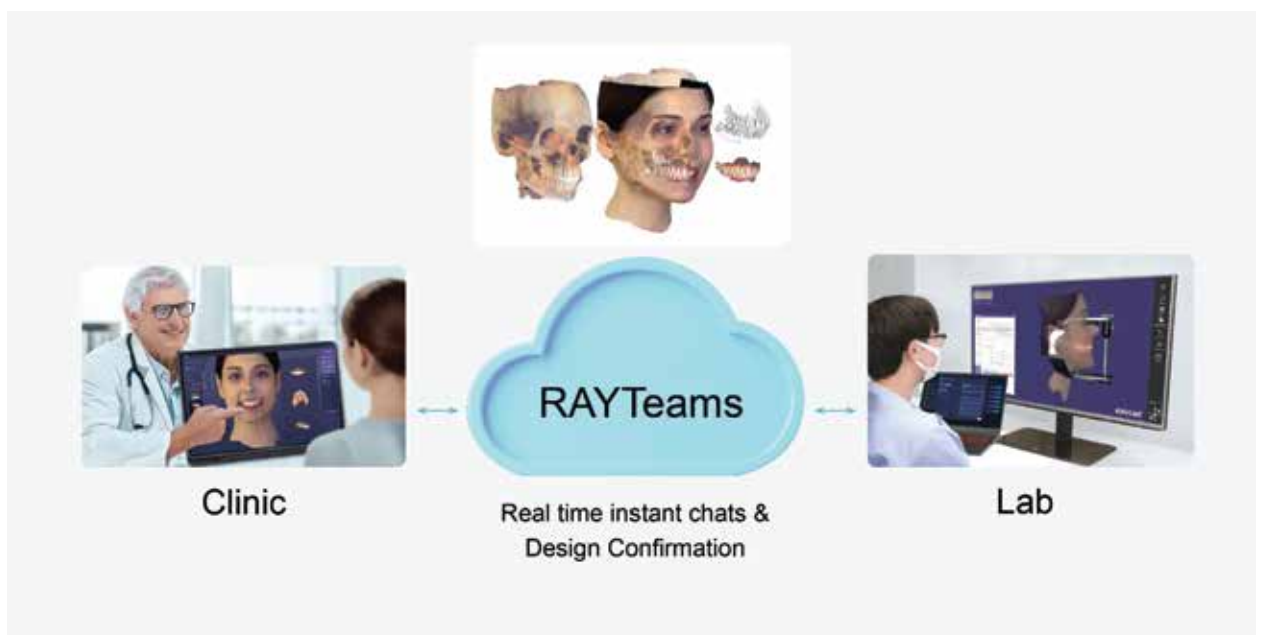 RAYTeams
Clinic
Real time instant chats &
Design Confirmation
Lab